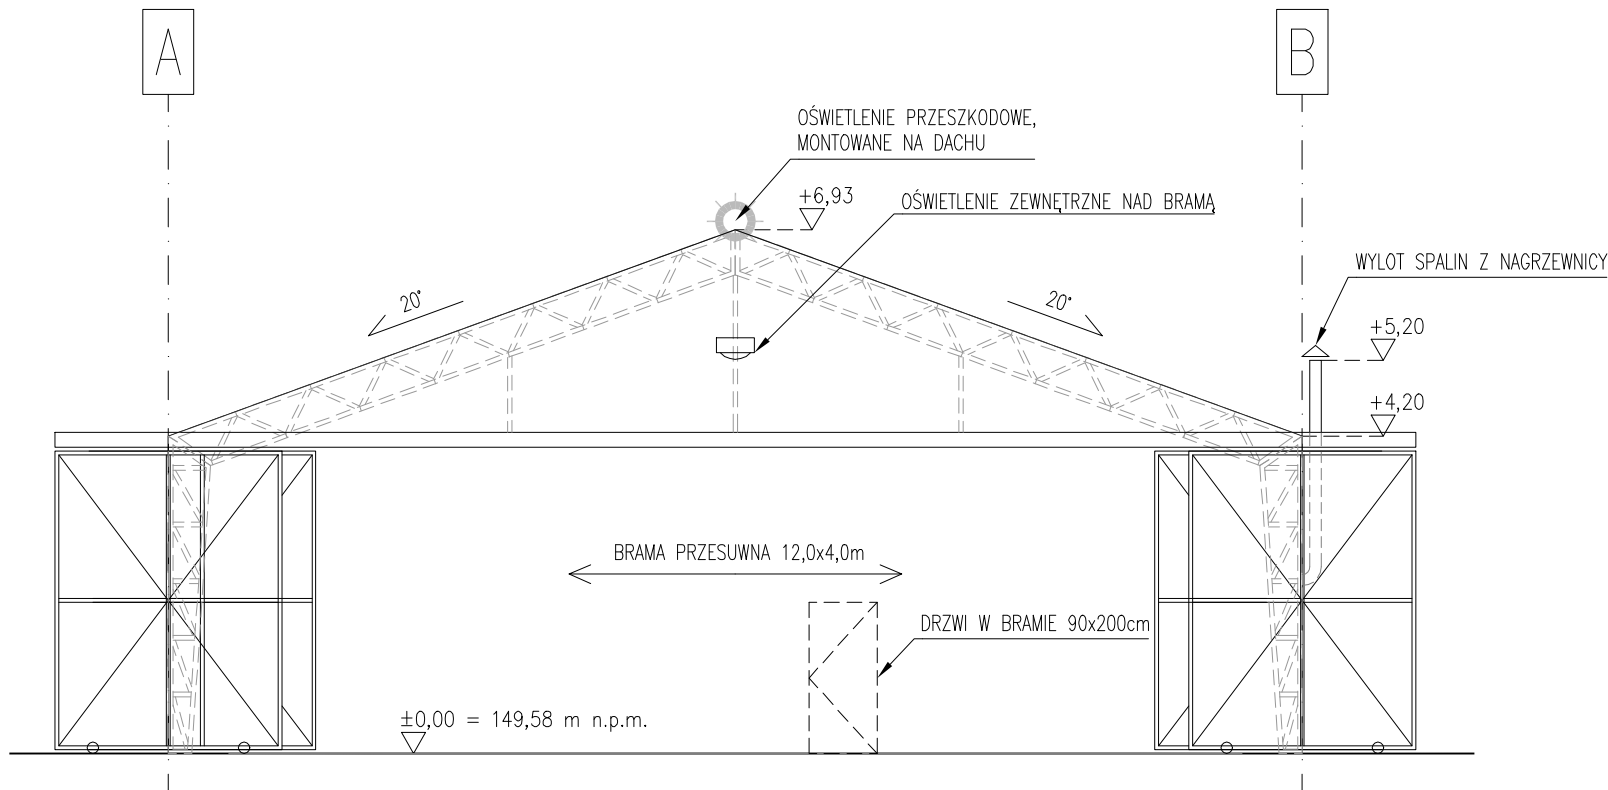 A
B
OŚWIETLENIE PRZESZKODOWE,
MONTOWANE NA DACHU
+6,93
OŚWIETLENIE ZEWNĘTRZNE NAD BRAMĄ
WYLOT SPALIN Z NAGRZEWNICY
20°
20°
+5,20
+4,20
BRAMA PRZESUWNA 12,0x4,0m
DRZWI W BRAMIE 90x200cm
±0,00 = 149,58 m n.p.m.